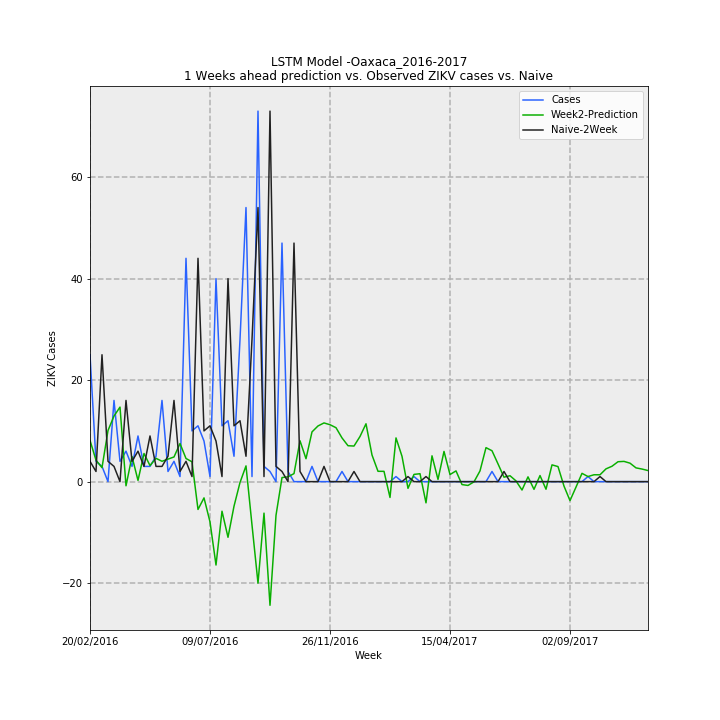 LSTM Model -Oaxaca_2016-2017
1 Weeks ahead prediction vs. Observed ZIKV cases vs. Naive
Cases
Week2-Prediction
Naive-2Week
ZIKV Cases
60
40
20
0
−20
20/02/2016 09/07/2016 26/11/2016 15/04/2017 02/09/2017
Week